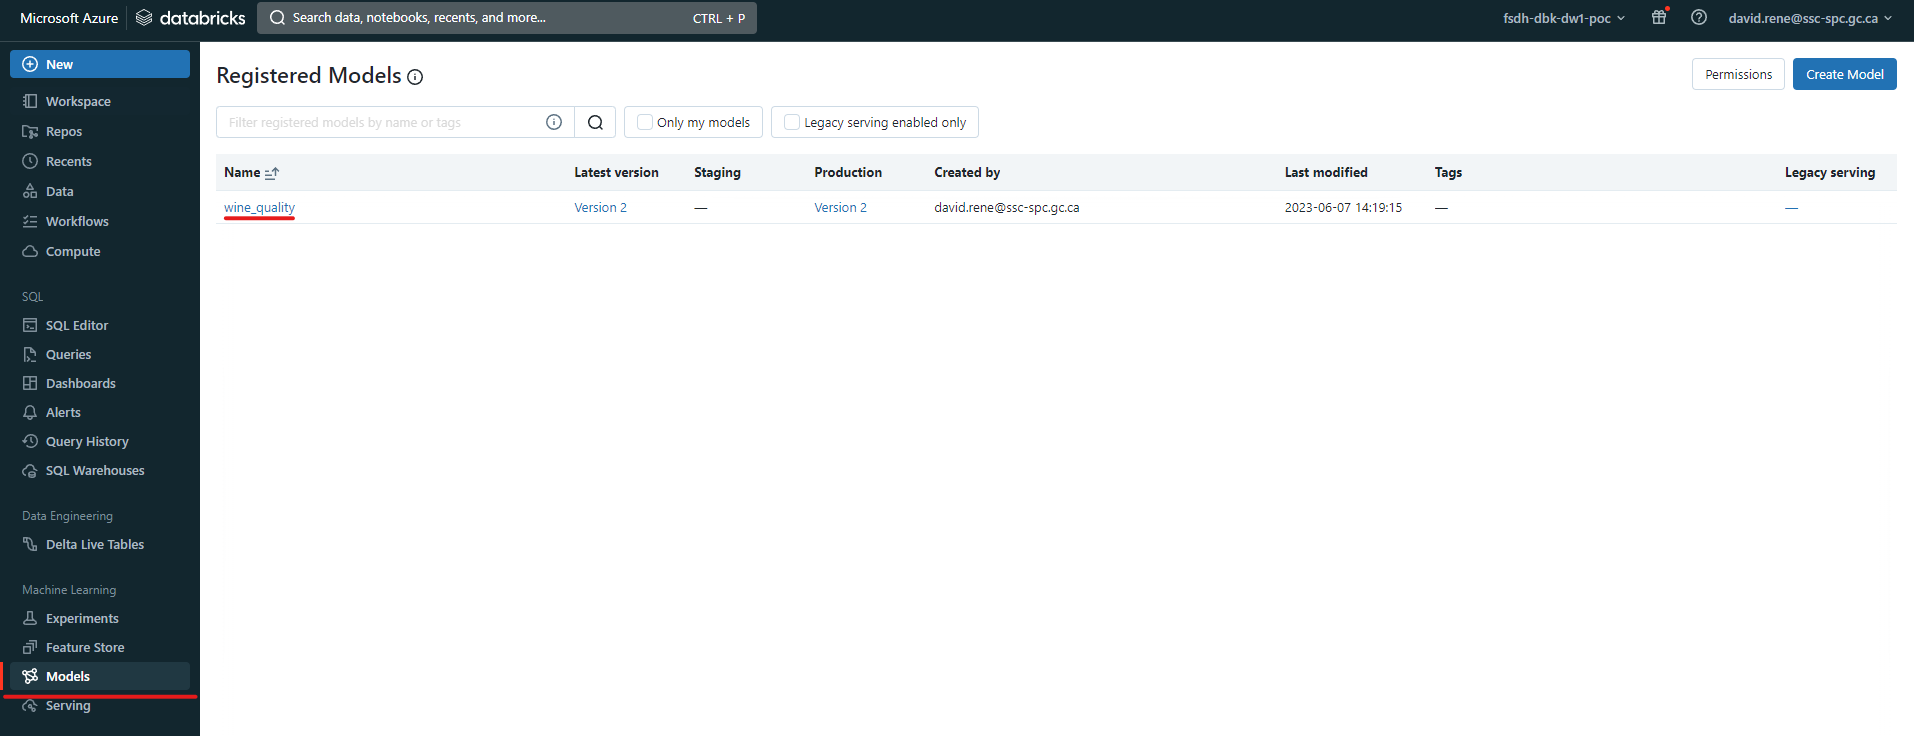 Microsoft Azure databricks Search data, notebooks, recents, and more... CTRL + P fsdh-dbk-dw1-poc david.rene@ssc-spc.gc.ca
New
Workspace
Repos
Recents
Data
Workflows
Compute
SQL
SQL Editor
Queries
Dashboards
Alerts
Query History
SQL Warehouses
Data Engineering
Delta Live Tables
Machine Learning
Experiments
Feature Store
Models
Serving
Registered Models
Permissions Create Model
Filter registered models by name or tags Only my models Legacy serving enabled only
Name Latest version Staging Production Created by Last modified Tags Legacy serving
wine_quality Version 2 — Version 2 david.rene@ssc-spc.gc.ca 2023-06-07 14:19:15 — —